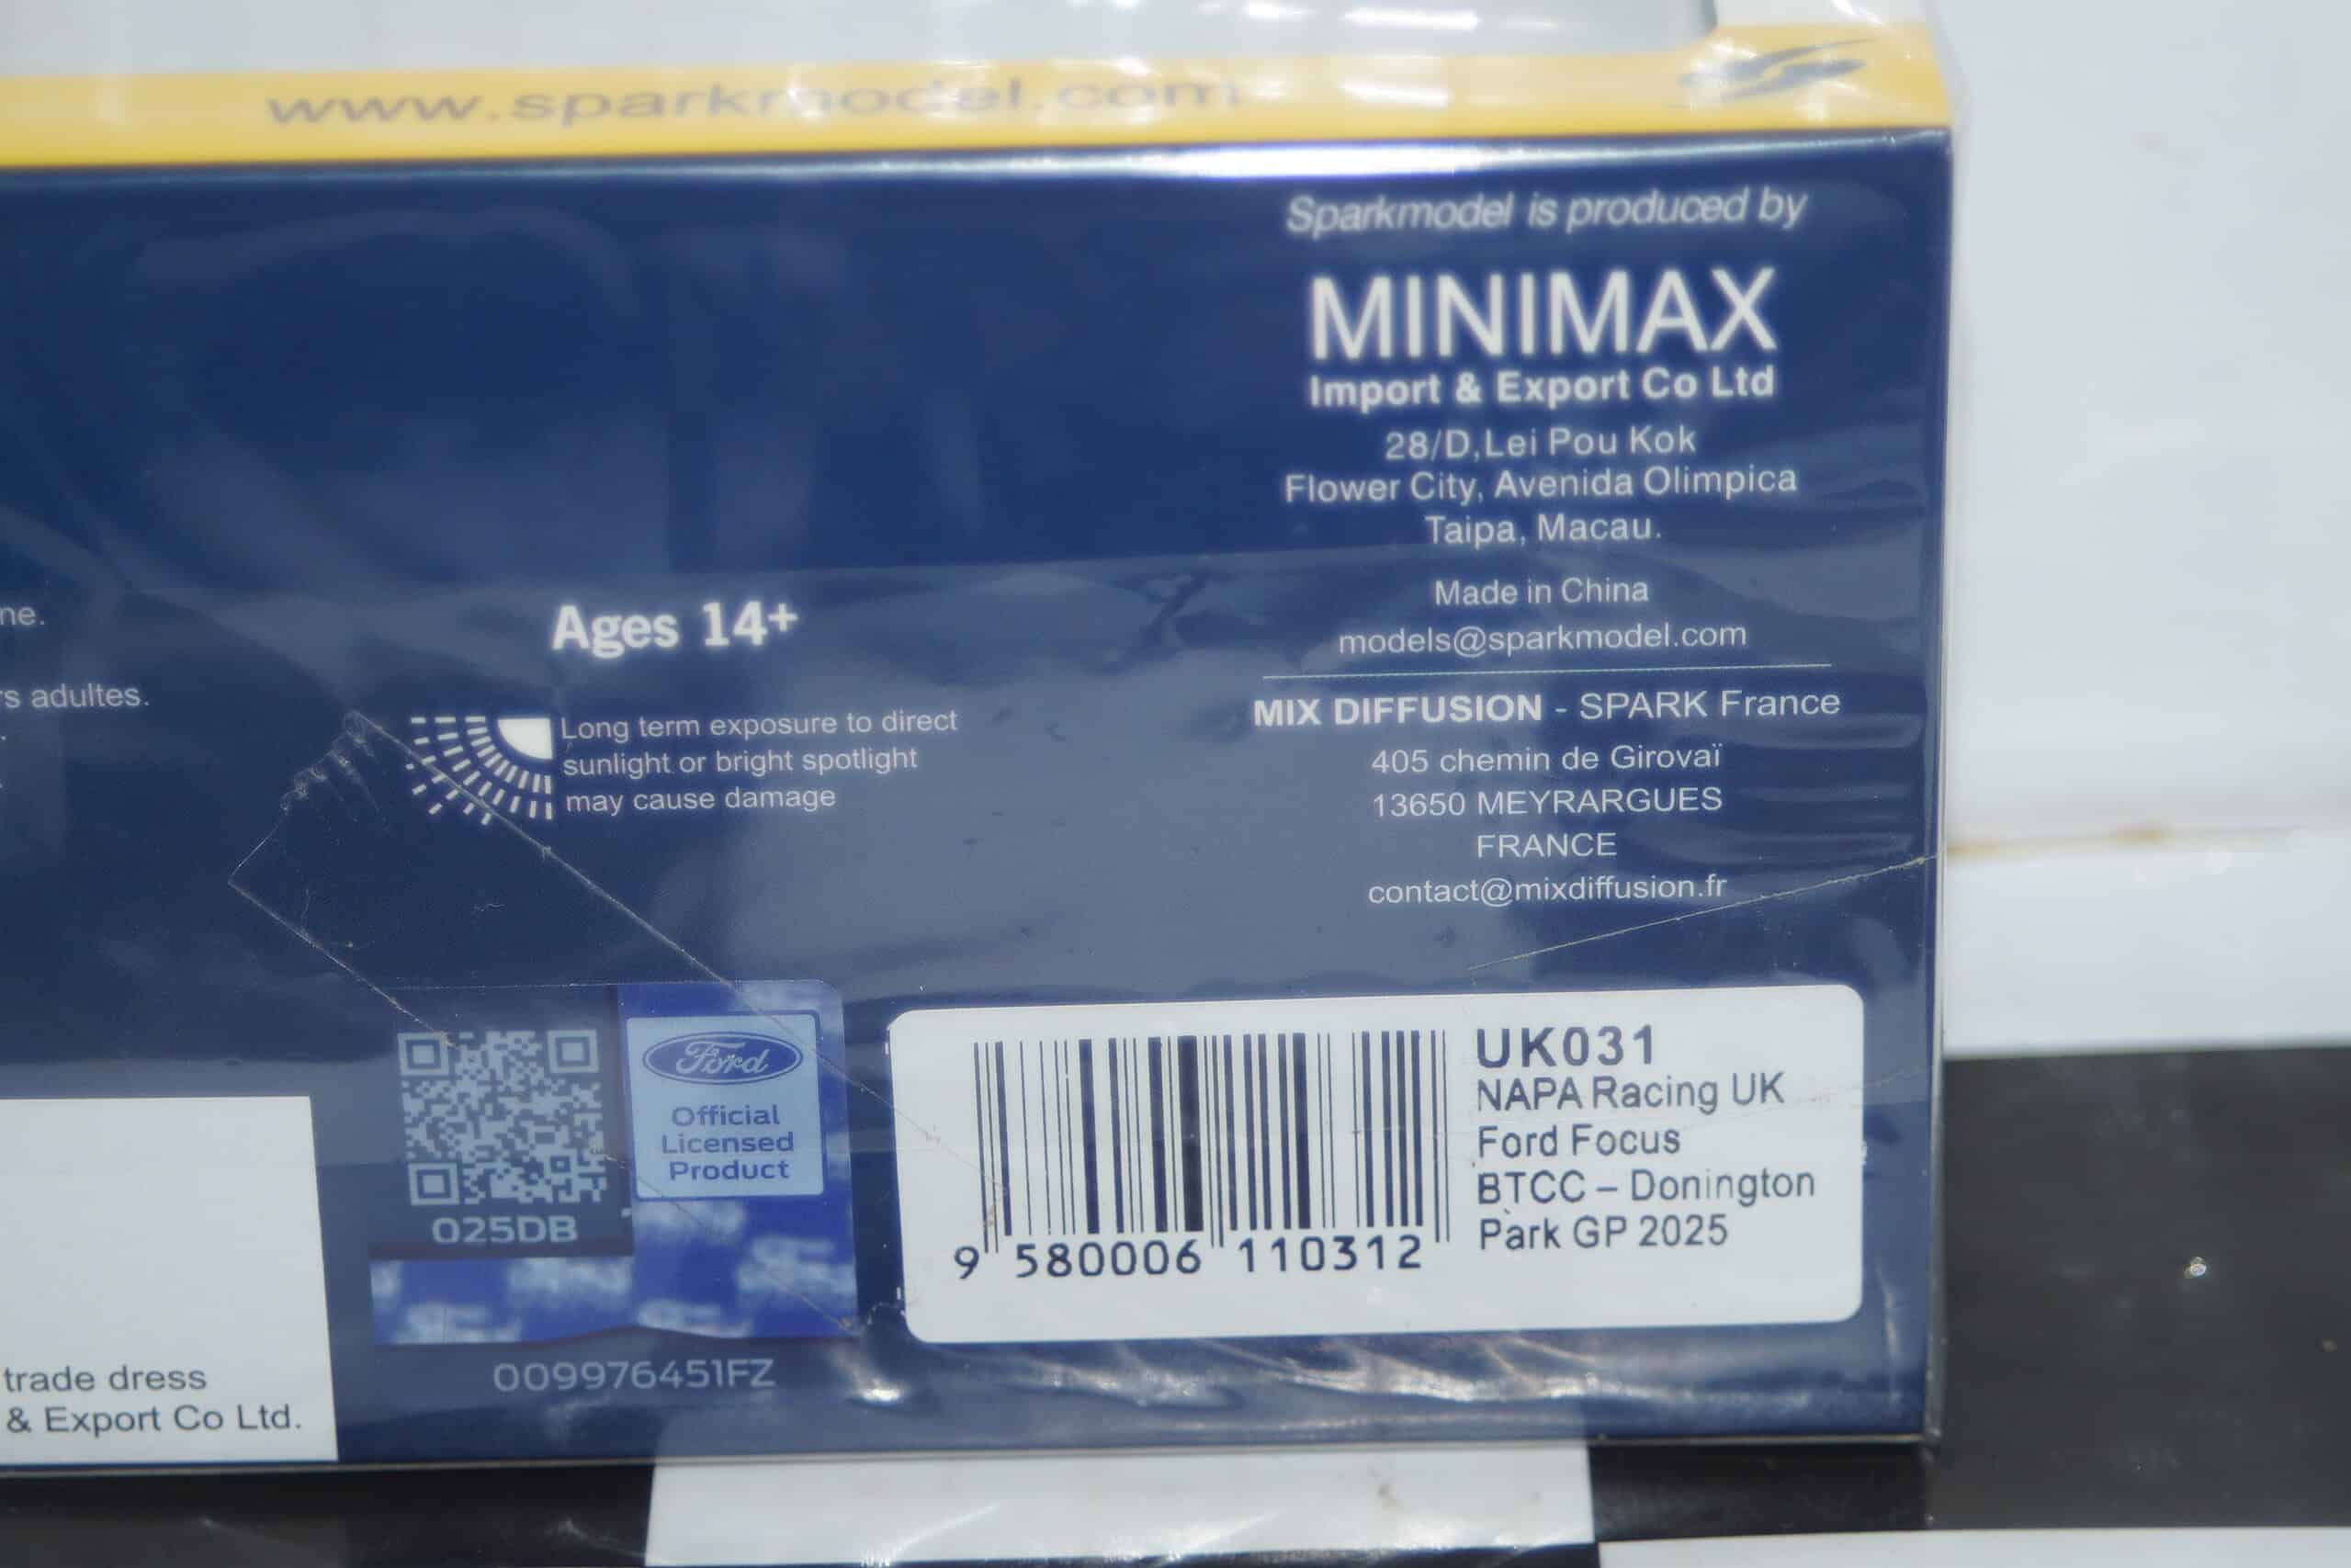 www.sparkmodel.com
Sparkmodel is produced by
MINIMAX
Import & Export Co Ltd
28/D,Lei Pou Kok
Flower City, Avenida Olimpica
Taipa, Macau.
Made in China
models@sparkmodel.com
MIX DIFFUSION - SPARK France
405 chemin de Girovaï
13650 MEYRARGUES
FRANCE
contact@mixdiffusion.fr
ne.
rs adultes.
Ages 14+
Long term exposure to direct
sunlight or bright spotlight
may cause damage
Ford
Official
Licensed
Product
025DB
009976451FZ
UK031
NAPA Racing UK
Ford Focus
BTCC – Donington
Park GP 2025
9 580006 110312
trade dress
& Export Co Ltd.